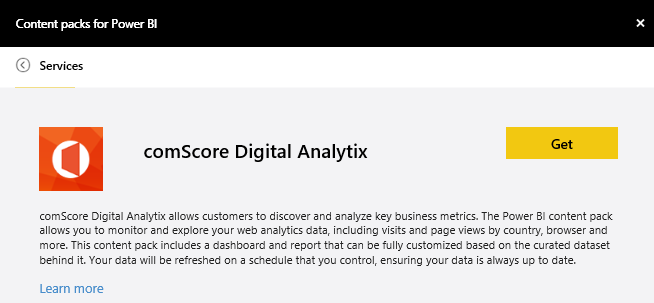 Content packs for Power BI
Services
comScore Digital Analytix
Get
comScore Digital Analytix allows customers to discover and analyze key business metrics. The Power BI content pack
allows you to monitor and explore your web analytics data, including visits and page views by country, browser and
more. This content pack includes a dashboard and report that can be fully customized based on the curated dataset
behind it. Your data will be refreshed on a schedule that you control, ensuring your data is always up to date.
Learn more